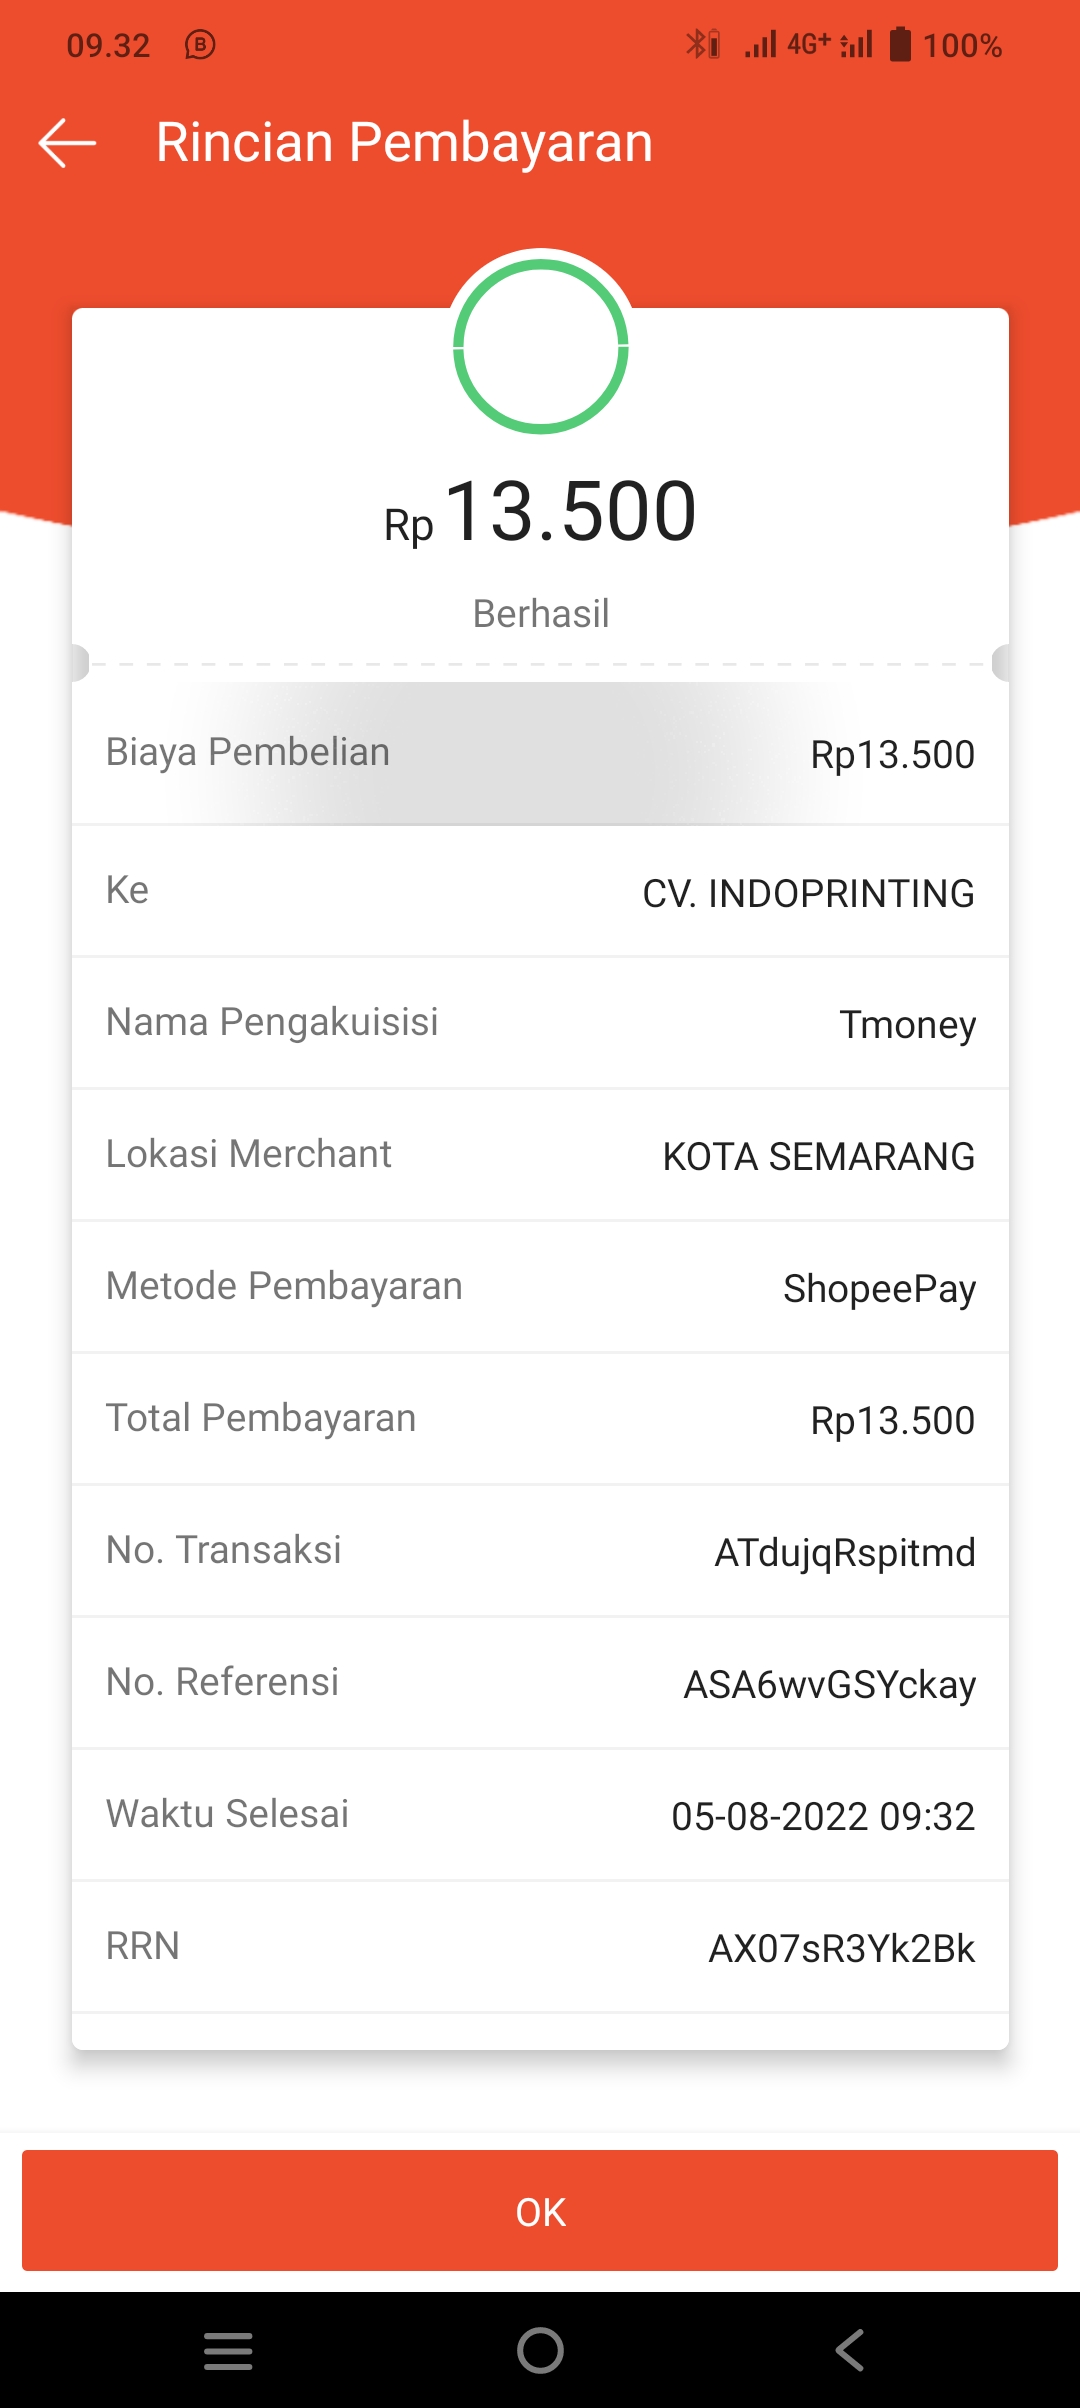 09.32 B 4G+ 100%
Rincian Pembayaran
Rp 13.500
Berhasil
Biaya Pembelian Rp13.500
Ke CV. INDOPRINTING
Nama Pengakuisisi Tmoney
Lokasi Merchant KOTA SEMARANG
Metode Pembayaran ShopeePay
Total Pembayaran Rp13.500
No. Transaksi ATdujqRspitmd
No. Referensi ASA6wvGSYckay
Waktu Selesai 05-08-2022 09:32
RRN AX07sR3Yk2Bk
OK